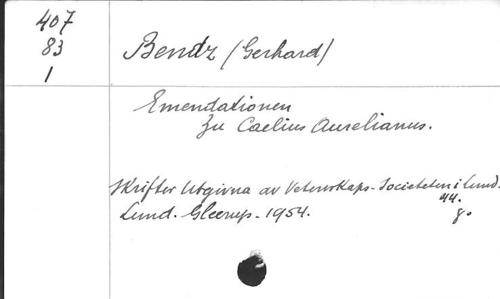 407
83
1
Bendz (Gerhard)
Emendationen
zu Caelius Aurelianus.
Skrifter Utgivna av Vetenskaps-Societeten i Lund.
44.
Lund. Gleerup. 1954. 8o